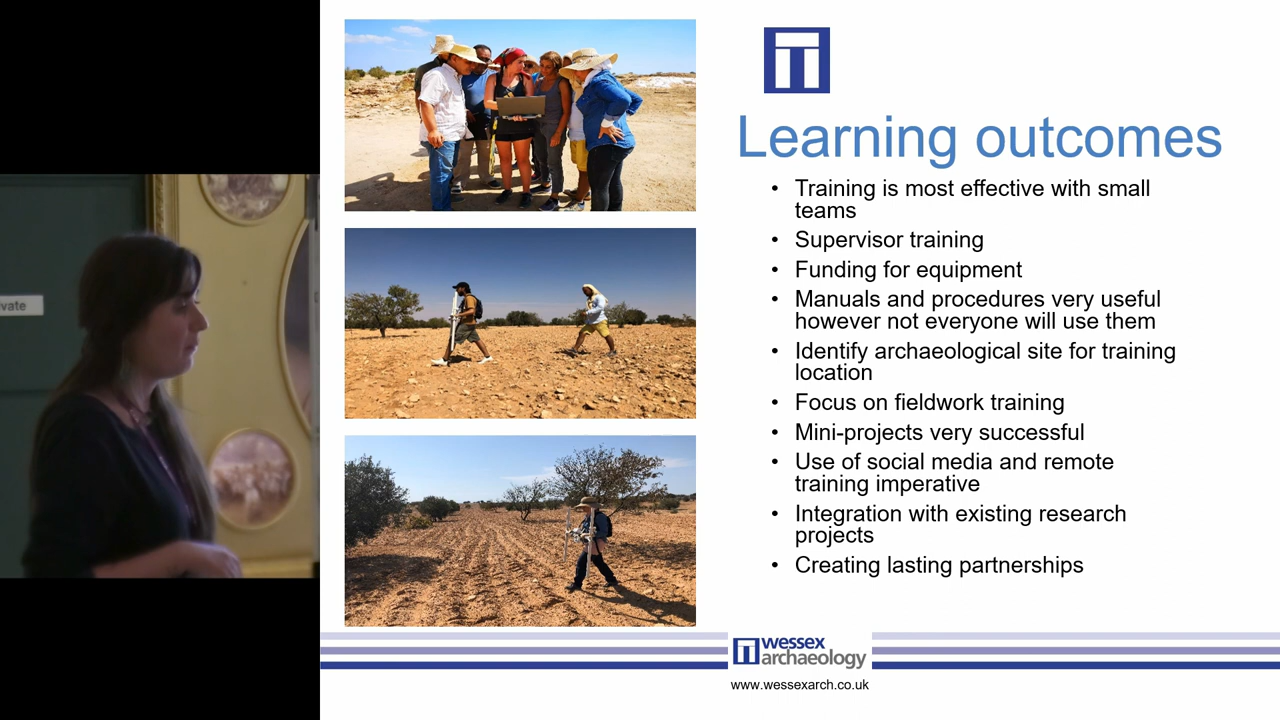 vate
Learning outcomes
• Training is most effective with small
teams
• Supervisor training
• Funding for equipment
• Manuals and procedures very useful
however not everyone will use them
• Identify archaeological site for training
location
• Focus on fieldwork training
• Mini-projects very successful
• Use of social media and remote
training imperative
• Integration with existing research
projects
• Creating lasting partnerships
wessex
archaeology
www.wessexarch.co.uk